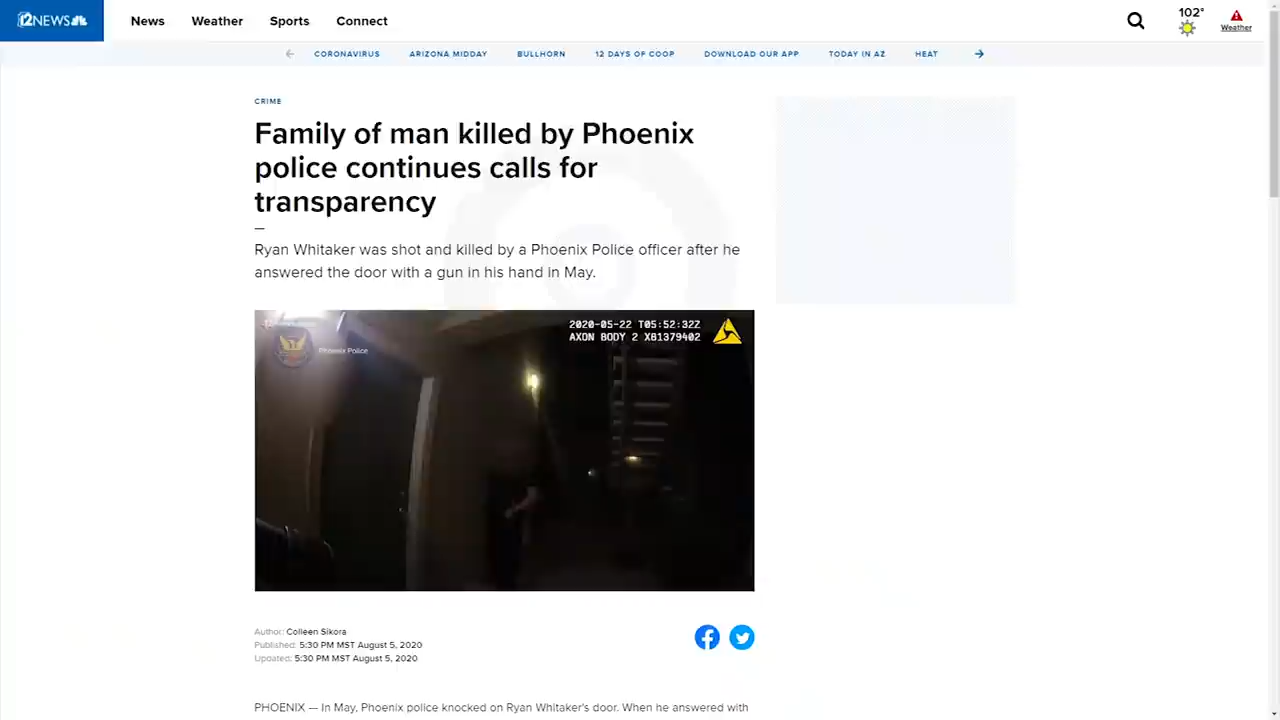 12NEWS
News
Weather
Sports
Connect
102°
Weather
CORONAVIRUS
ARIZONA MIDDAY
BULLHORN
12 DAYS OF COOP
DOWNLOAD OUR APP
TODAY IN AZ
HEAT
CRIME
Family of man killed by Phoenix
police continues calls for
transparency
Ryan Whitaker was shot and killed by a Phoenix Police officer after he
answered the door with a gun in his hand in May.
2020-05-22 T05:52:32Z
AXON BODY 2 X81379402
Phoenix Police
Author: Colleen Sikora
Published: 5:30 PM MST August 5, 2020
Updated: 5:30 PM MST August 5, 2020
PHOENIX — In May, Phoenix police knocked on Ryan Whitaker's door. When he answered with